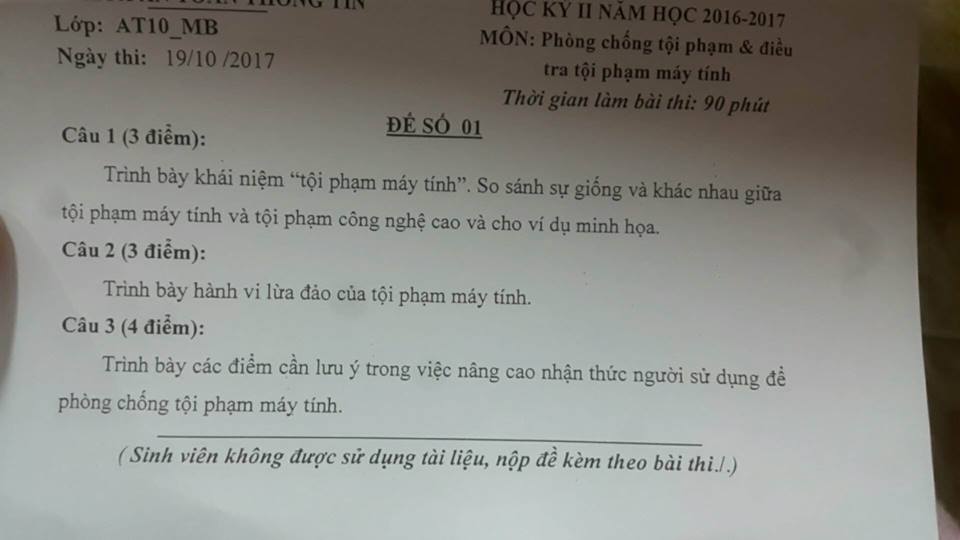 TOÀN THÔNG TIN
HỌC KỲ II NĂM HỌC 2016-2017
Lớp: AT10_MB
MÔN: Phòng chống tội phạm & điều
Ngày thi: 19/10 /2017
tra tội phạm máy tính
Thời gian làm bài thi: 90 phút
ĐỀ SỐ 01
Câu 1 (3 điểm):
Trình bày khái niệm “tội phạm máy tính”. So sánh sự giống và khác nhau giữa
tội phạm máy tính và tội phạm công nghệ cao và cho ví dụ minh họa.
Câu 2 (3 điểm):
Trình bày hành vi lừa đảo của tội phạm máy tính.
Câu 3 (4 điểm):
Trình bày các điểm cần lưu ý trong việc nâng cao nhận thức người sử dụng để
phòng chống tội phạm máy tính.
( Sinh viên không được sử dụng tài liệu, nộp đề kèm theo bài thi./.)